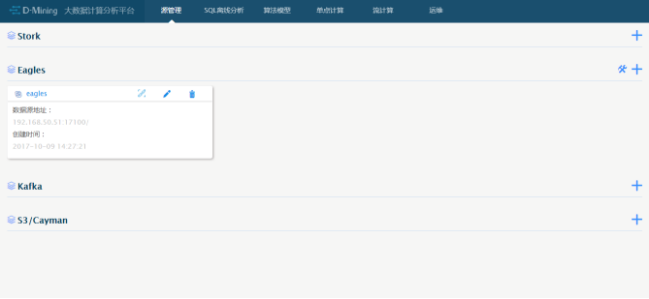 D-Mining 大数据计算分析平台 源管理 SQL离线分析 算法模型 单点计算 流计算 运维
Stork
Eagles
eagles
数据源地址：
192.168.50.51:17100/
创建时间：
2017-10-09 14:27:21
Kafka
S3/Cayman